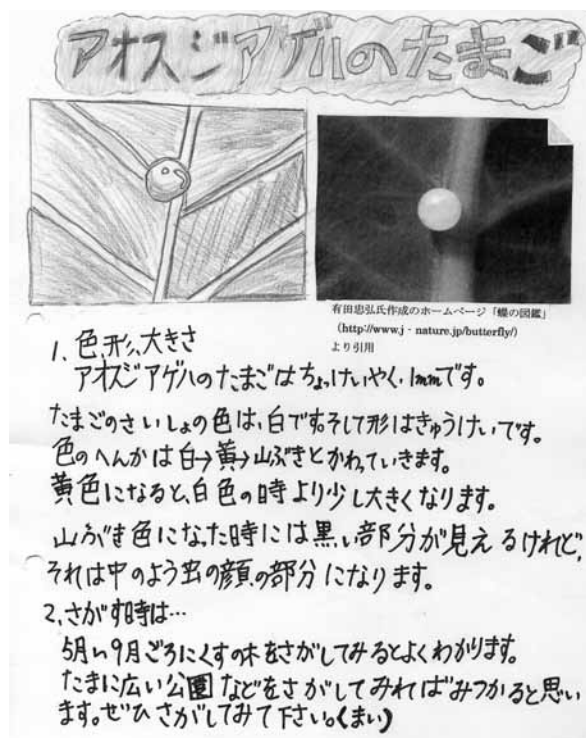 アオスジアゲハのたまご
有田忠弘氏作成のホームページ「蝶の図鑑」
(http://www.j‐nature.jp/butterfly/)
より引用
1、色、形、大きさ
アオスジアゲハのたまごはちょっけいやく1mmです。
たまごのさいしょの色は、白です。そして形はきゅうけいです。
色のへんかは白→黄→山ぶきとかわっていきます。
黄色になると、白色の時より少し大きくなります。
山ぶき色になった時には黒い部分が見えるけれど、
それは中のよう虫の顔の部分になります。
2、さがす時は…
5月〜9月ごろにくすの木をさがしてみるとよくわかります。
たまに広い公園などをさがしてみればみつかると思い
ます。ぜひさがしてみて下さい。(まい)